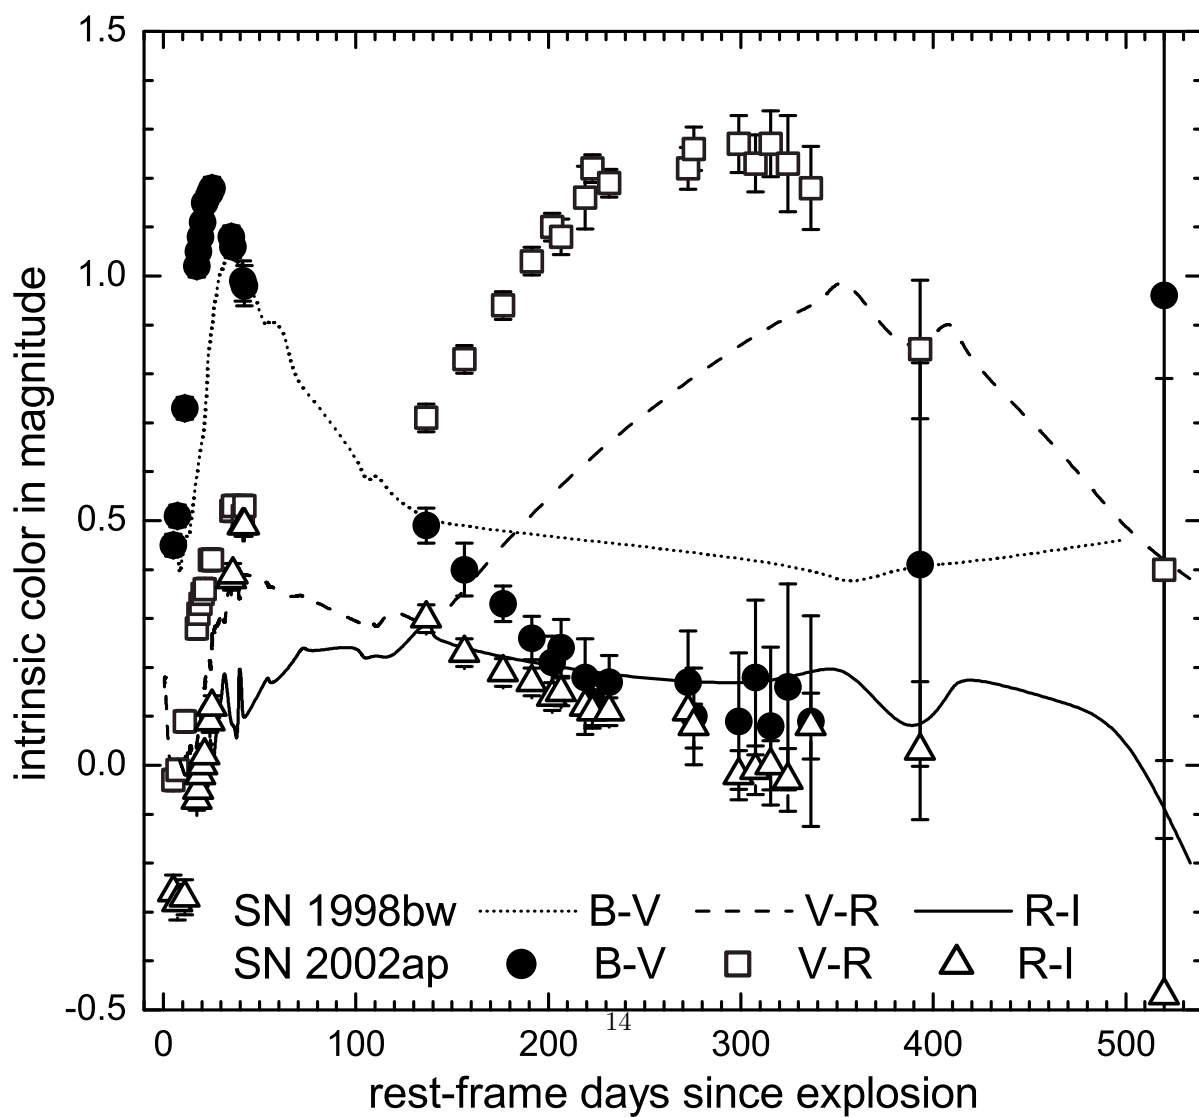 1.5
1.0
0.5
0.0
-0.5
intrinsic color in magnitude
SN 1998bw B-V V-R R-I
SN 2002ap B-V V-R R-I
14
0 100 200 300 400 500
rest-frame days since explosion